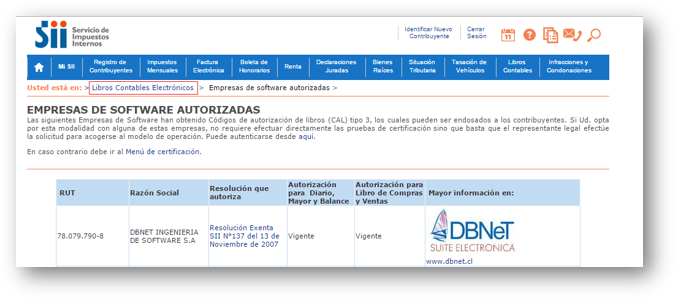 Sii Servicio de
Impuestos
Internos
Identificar Nuevo
Contribuyente
Cerrar
Sesión
11
Mi SII
Registro de
Contribuyentes
Impuestos
Mensuales
Factura
Electrónica
Boleta de
Honorarios
Renta
Declaraciones
Juradas
Bienes
Raíces
Situación
Tributaria
Tasación de
Vehículos
Libros
Contables
Infracciones y
Condonaciones
Usted está en: > Libros Contables Electrónicos > Empresas de software autorizadas >
EMPRESAS DE SOFTWARE AUTORIZADAS
Las siguientes Empresas de Software han obtenido Códigos de autorización de libros (CAL) tipo 3, los cuales pueden ser endosados a los contribuyentes. Si Ud. opta
por esta modalidad con alguna de estas empresas, no requiere efectuar directamente las pruebas de certificación sino que basta que el representante legal efectúe
la solicitud para acogerse al modelo de operación. Puede autenticarse desde aquí.
En caso contrario debe ir al Menú de certificación.
RUT
Razón Social
Resolución que
autoriza
Autorización
para Diario,
Mayor y Balance
Autorización para
Libro de Compras
y Ventas
Mayor información en:
78.079.790-8
DBNET INGENIERIA
DE SOFTWARE S.A
Resolución Exenta
SII N°137 del 13 de
Noviembre de 2007
Vigente
Vigente
DBNeT
SUITE ELECTRONICA
www.dbnet.cl